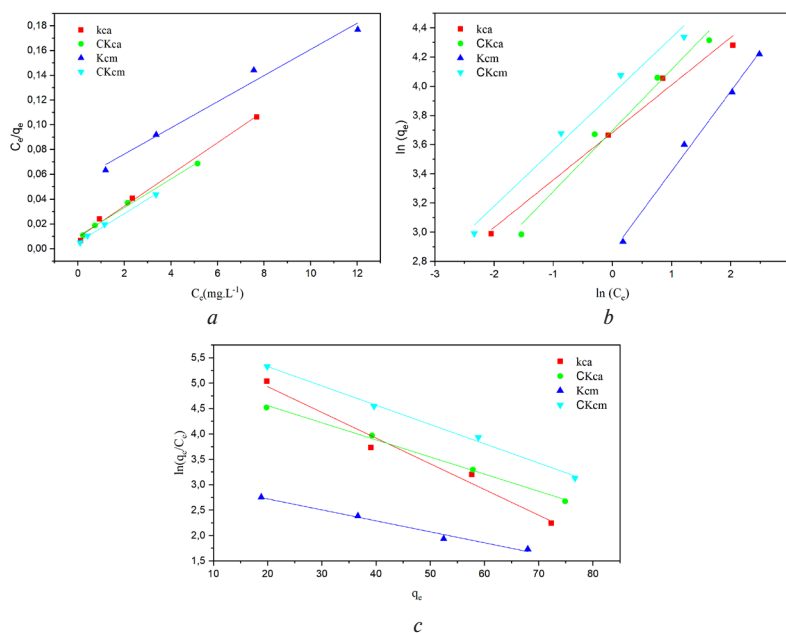 kca
CKca
Kcm
CKcm
0,18
0,16
0,14
0,12
0,10
0,08
0,06
0,04
0,02
0,00
Ce/qe
0 2 4 6 8 10 12
Ce(mg.L-1)
a
kca
CKca
Kcm
CKcm
4,4
4,2
4,0
3,8
3,6
3,4
3,2
3,0
2,8
ln (qe)
-3 -2 -1 0 1 2 3
ln (Ce)
b
kca
CKca
Kcm
CKcm
5,5
5,0
4,5
4,0
3,5
3,0
2,5
2,0
1,5
ln(qe/Ce)
10 20 30 40 50 60 70 80
qe
c